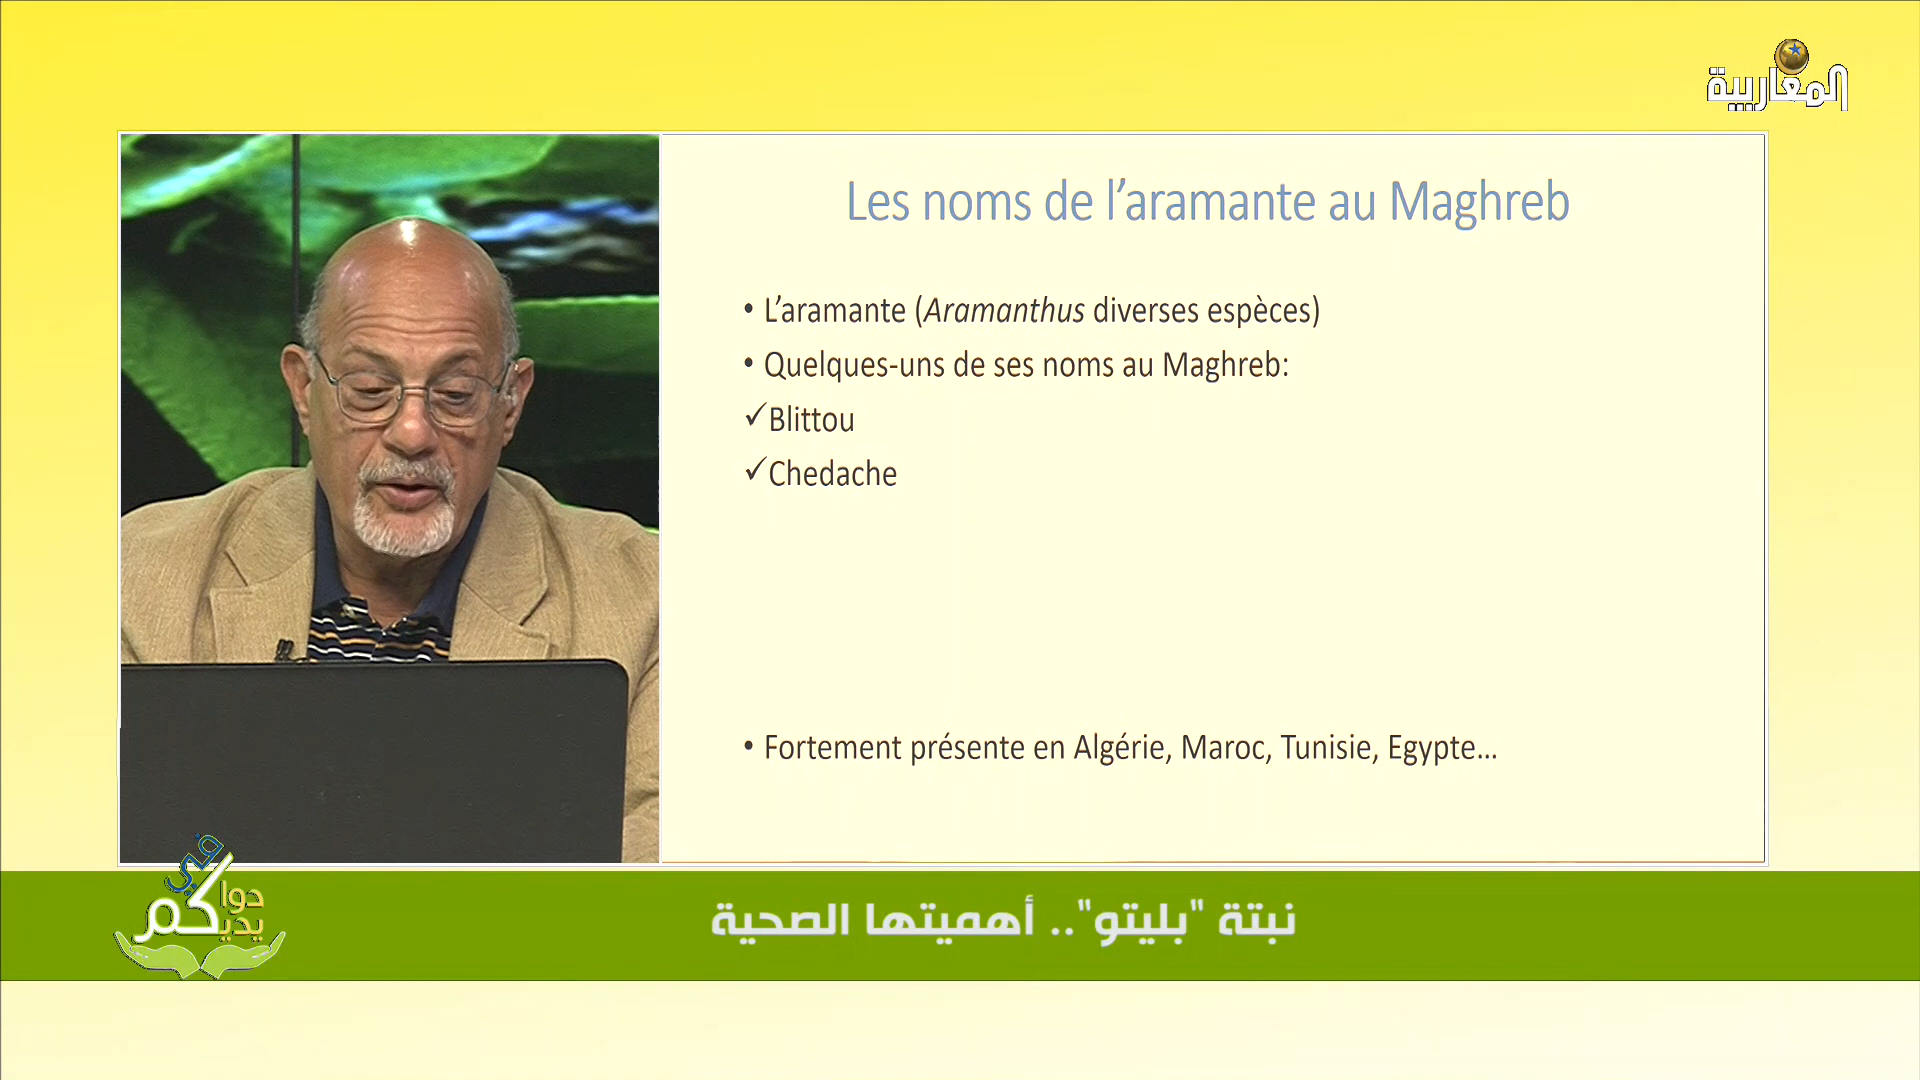 المغاربية
Les noms de l’aramante au Maghreb
• L’aramante (Aramanthus diverses espèces)
• Quelques-uns de ses noms au Maghreb:
✓Blittou
✓Chedache
• Fortement présente en Algérie, Maroc, Tunisie, Egypte...
دواكم في يديكم
نبتة "بليتو".. أهميتها الصحية